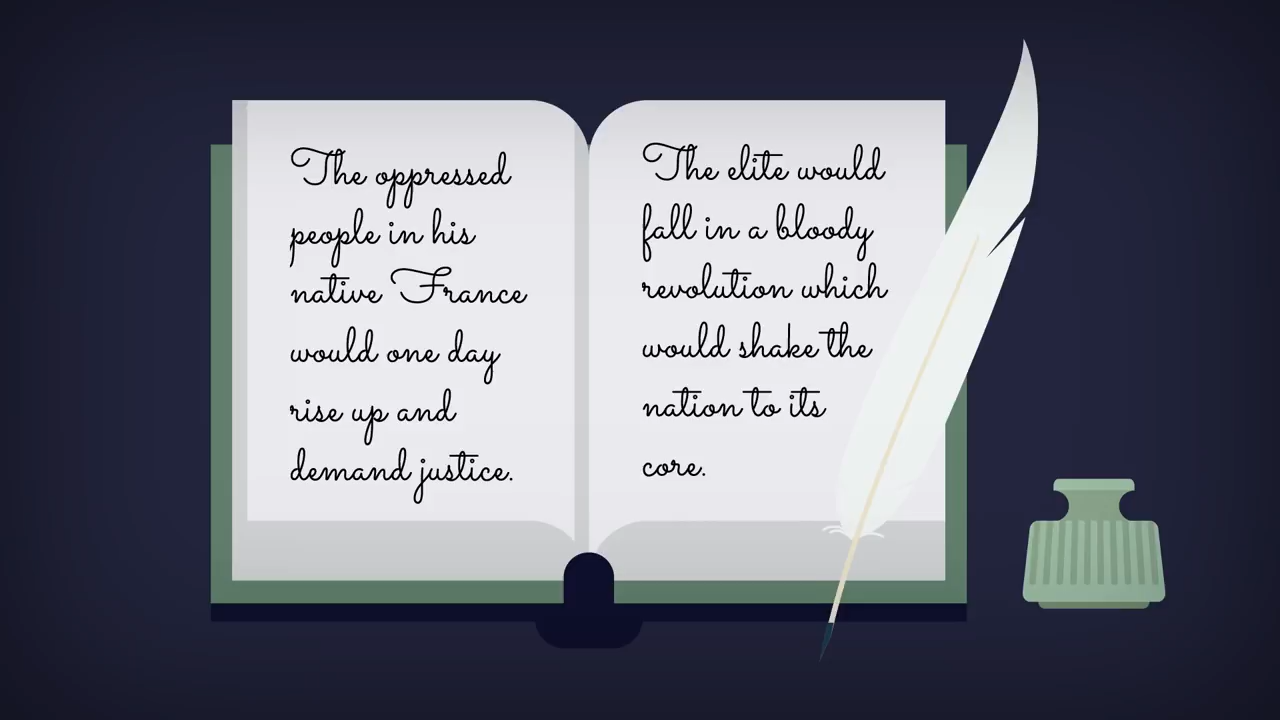 The oppressed
people in his
native France
would one day
rise up and
demand justice.
The elite would
fall in a bloody
revolution which
would shake the
nation to its
core.